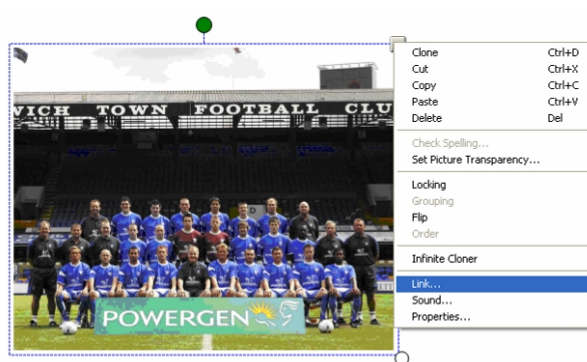 WICH TOWN FOOTBALL CLU
POWERGEN
Clone Ctrl+D
Cut Ctrl+X
Copy Ctrl+C
Paste Ctrl+V
Delete Del
Check Spelling...
Set Picture Transparency...
Locking
Grouping
Flip
Order
Infinite Cloner
Link...
Sound...
Properties...